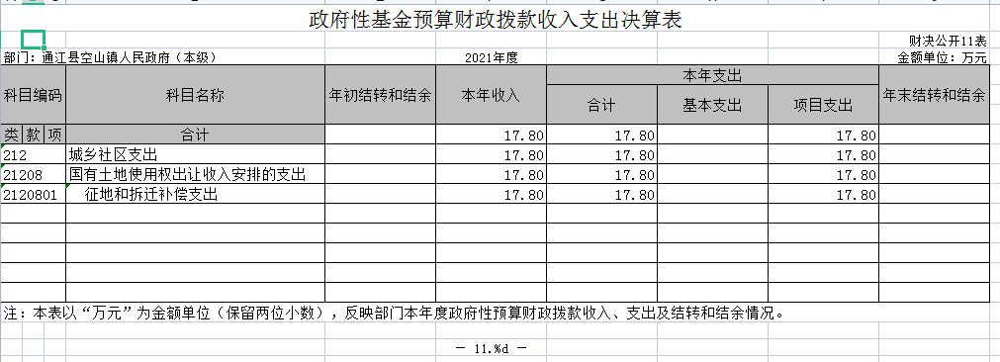 政府性基金预算财政拨款收入支出决算表
财决公开11表
部门：通江县空山镇人民政府（本级） 2021年度 金额单位：万元
科目编码 科目名称 年初结转和结余 本年收入 本年支出 年末结转和结余
合计 基本支出 项目支出
类 款 项 合计 17.80 17.80 17.80
212 城乡社区支出 17.80 17.80 17.80
21208 国有土地使用权出让收入安排的支出 17.80 17.80 17.80
2120801 征地和拆迁补偿支出 17.80 17.80 17.80
注：本表以“万元”为金额单位（保留两位小数），反映部门本年度政府性预算财政拨款收入、支出及结转和结余情况。
— 11.%d —